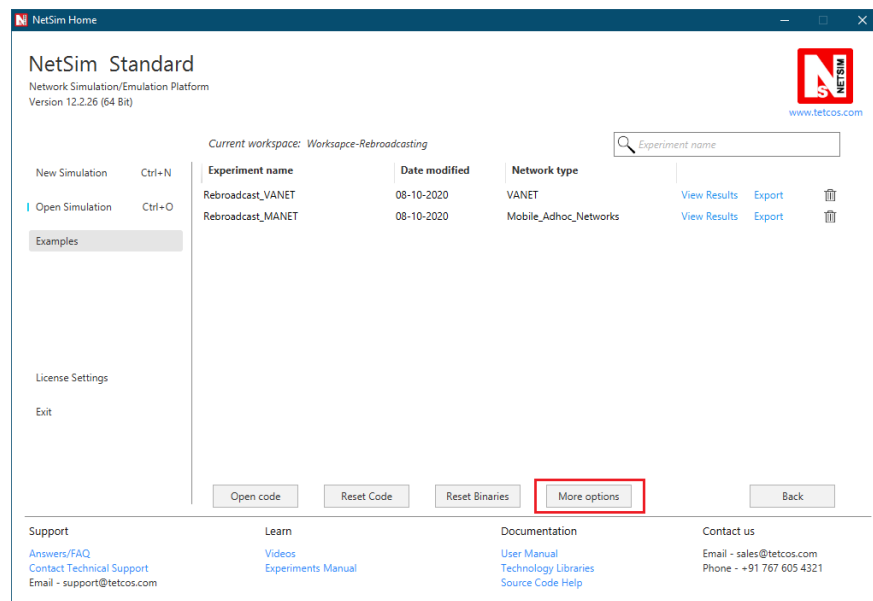 NetSim Home
NetSim Standard
Network Simulation/Emulation Platform
Version 12.2.26 (64 Bit)
NS NETSIM
www.tetcos.com
Current workspace: Worksapce-Rebroadcasting
Experiment name
New Simulation Ctrl+N
Open Simulation Ctrl+O
Examples
License Settings
Exit
Experiment name Date modified Network type
Rebroadcast_VANET 08-10-2020 VANET View Results Export
Rebroadcast_MANET 08-10-2020 Mobile_Adhoc_Networks View Results Export
Open code Reset Code Reset Binaries More options Back
Support
Answers/FAQ
Contact Technical Support
Email - support@tetcos.com
Learn
Videos
Experiments Manual
Documentation
User Manual
Technology Libraries
Source Code Help
Contact us
Email - sales@tetcos.com
Phone - +91 767 605 4321